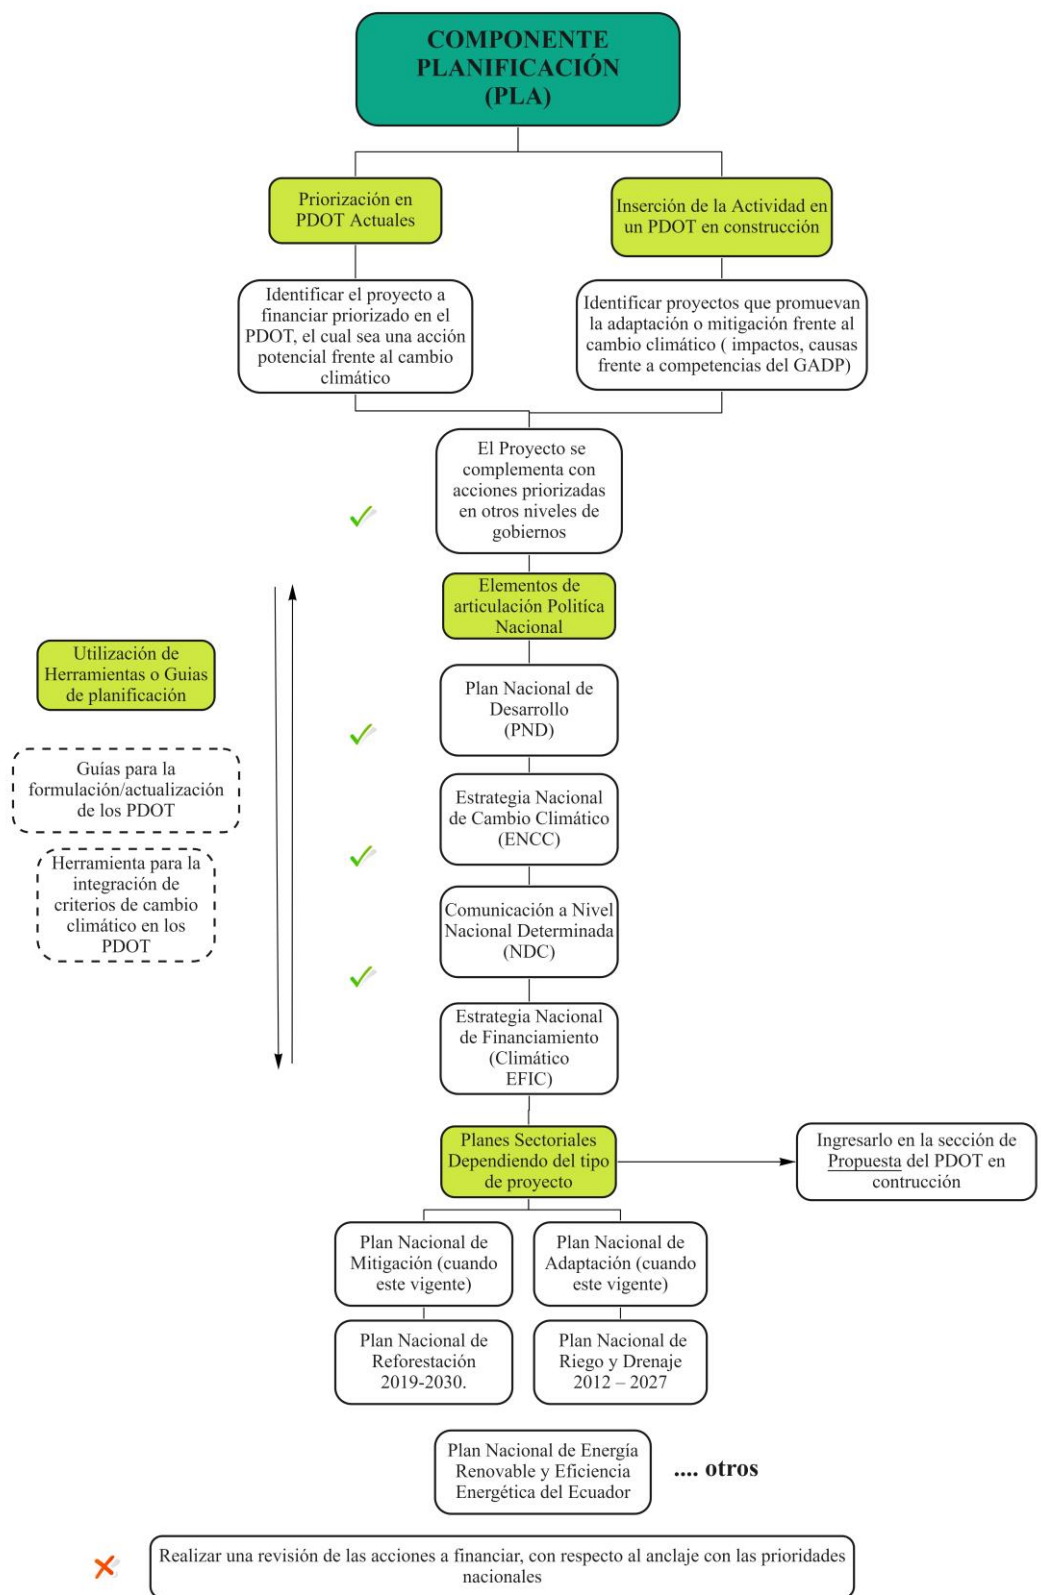 COMPONENTE
PLANIFICACIÓN
(PLA)
Priorización en
PDOT Actuales
Inserción de la Actividad en
un PDOT en construcción
Identificar el proyecto a
financiar priorizado en el
PDOT, el cual sea una acción
potencial frente al cambio
climático
Identificar proyectos que promuevan
la adaptación o mitigación frente al
cambio climático ( impactos, causas
frente a competencias del GADP)
El Proyecto se
complementa con
acciones priorizadas
en otros niveles de
gobiernos
Elementos de
articulación Politíca
Nacional
Utilización de
Herramientas o Guias
de planificación
Guías para la
formulación/actualización
de los PDOT
Herramienta para la
integración de
criterios de cambio
climático en los
PDOT
Plan Nacional de
Desarrollo
(PND)
Estrategia Nacional
de Cambio Climático
(ENCC)
Comunicación a Nivel
Nacional Determinada
(NDC)
Estrategia Nacional
de Financiamiento
(Climático
EFIC)
Planes Sectoriales
Dependiendo del tipo
de proyecto
Ingresarlo en la sección de
Propuesta del PDOT en
contrucción
Plan Nacional de
Mitigación (cuando
este vigente)
Plan Nacional de
Adaptación (cuando
este vigente)
Plan Nacional de
Reforestación
2019-2030.
Plan Nacional de
Riego y Drenaje
2012 – 2027
Plan Nacional de Energía
Renovable y Eficiencia
Energética del Ecuador
.... otros
Realizar una revisión de las acciones a financiar, con respecto al anclaje con las prioridades
nacionales